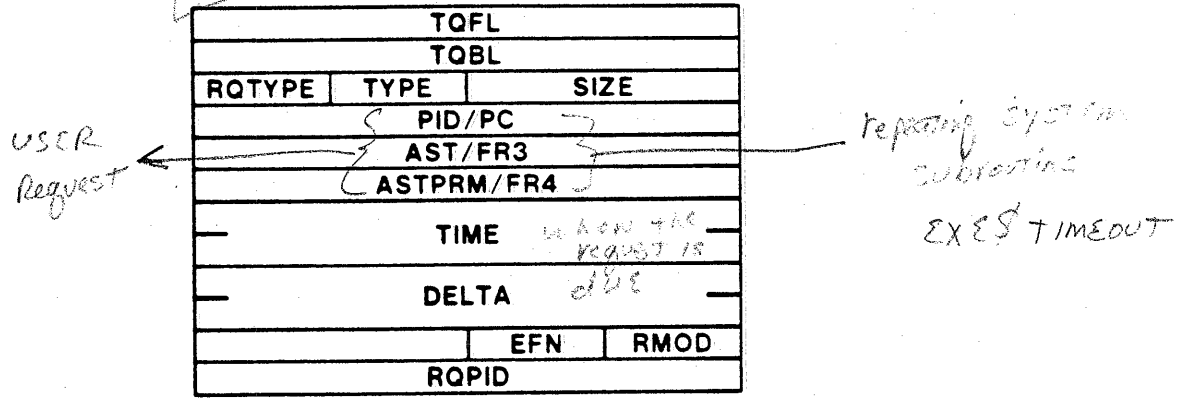 TQFL
TQBL
RQTYPE TYPE SIZE
PID/PC
AST/FR3
ASTPRM/FR4
USER
Request
repeating system
subroutine
EXE$TIMEOUT
TIME
when the
request is
due
DELTA
EFN RMOD
RQPID